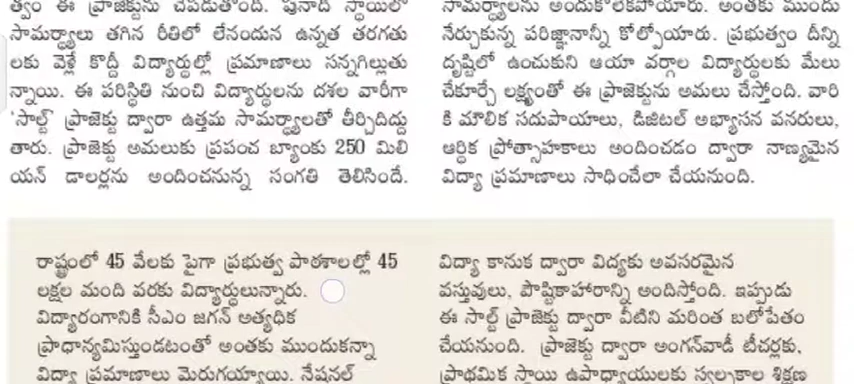 త్వం ఈ ప్రాజెక్టును చేపడుతోంది. పునాది స్థాయిలో
సామర్థ్యాలు తగిన రీతిలో లేనందున ఉన్నత తరగతు
లకు వెళ్లే కొద్దీ విద్యార్థుల్లో ప్రమాణాలు సన్నగిల్లుతు
న్నాయి. ఈ పరిస్థితి నుంచి విద్యార్థులను దశల వారీగా
'సాల్ట్' ప్రాజెక్టు ద్వారా ఉత్తమ సామర్థ్యాలతో తీర్చిదిద్దు
తారు. ప్రాజెక్టు అమలుకు ప్రపంచ బ్యాంకు 250 మిలి
యన్ డాలర్లను అందించనున్న సంగతి తెలిసిందే.
సామర్థ్యాలను అందుకోలేకపోయారు. అంతకు ముందు
నేర్చుకున్న పరిజ్ఞానాన్నీ కోల్పోయారు. ప్రభుత్వం దీన్ని
దృష్టిలో ఉంచుకుని ఆయా వర్గాల విద్యార్థులకు మేలు
చేకూర్చే లక్ష్యంతో ఈ ప్రాజెక్టును అమలు చేస్తోంది. వారి
కి మౌలిక సదుపాయాలు, డిజిటల్ అభ్యాసన వనరులు,
ఆర్థిక ప్రోత్సాహకాలు అందించడం ద్వారా నాణ్యమైన
విద్యా ప్రమాణాలు సాధించేలా చేయనుంది.
రాష్ట్రంలో 45 వేలకు పైగా ప్రభుత్వ పాఠశాలల్లో 45
లక్షల మంది వరకు విద్యార్థులున్నారు.
విద్యారంగానికి సీఎం జగన్ అత్యధిక
ప్రాధాన్యమిస్తుండటంతో అంతకు ముందుకన్నా
విద్యా ప్రమాణాలు మెరుగయ్యాయి. నేషనల్
విద్యా కానుక ద్వారా విద్యకు అవసరమైన
వస్తువులు, పౌష్టికాహారాన్ని అందిస్తోంది. ఇప్పుడు
ఈ సాల్ట్ ప్రాజెక్టు ద్వారా వీటిని మరింత బలోపేతం
చేయనుంది. ప్రాజెక్టు ద్వారా అంగన్‌వాడీ టీచర్లకు,
ప్రాథమిక స్థాయి ఉపాధ్యాయులకు స్వల్పకాల శిక్షణ